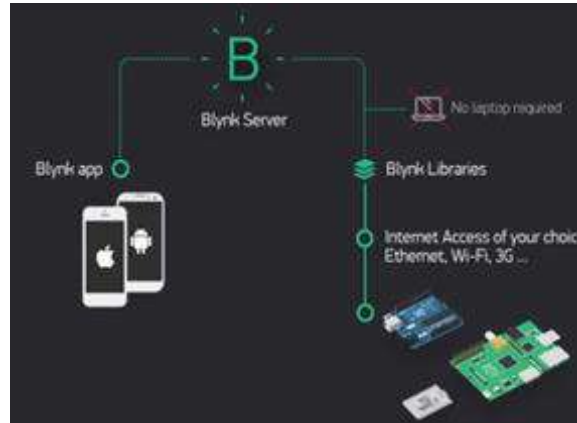 B
Blynk Server
No laptop required
Blynk app
Blynk Libraries
Internet Access of your choic
Ethernet, Wi-Fi, 3G ...